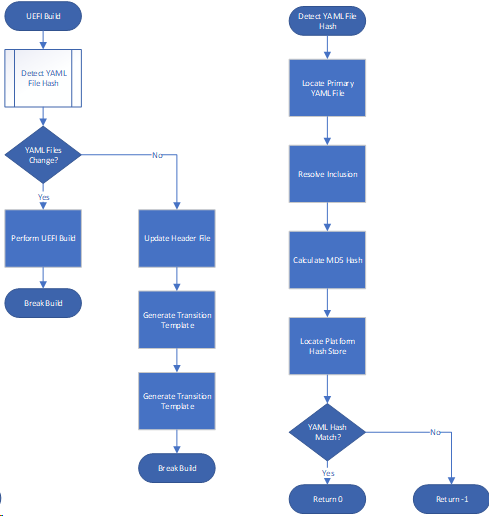 UEFI Build
Detect YAML
File Hash
YAML Files
Change?
No
Yes
Perform UEFI Build
Update Header File
Break Build
Generate Transition
Template
Generate Transition
Template
Break Build
Detect YAML File
Hash
Locate Primary
YAML File
Resolve Inclusion
Calculate MD5 Hash
Locate Platform
Hash Store
YAML Hash
Match?
No
Yes
Return 0
Return -1